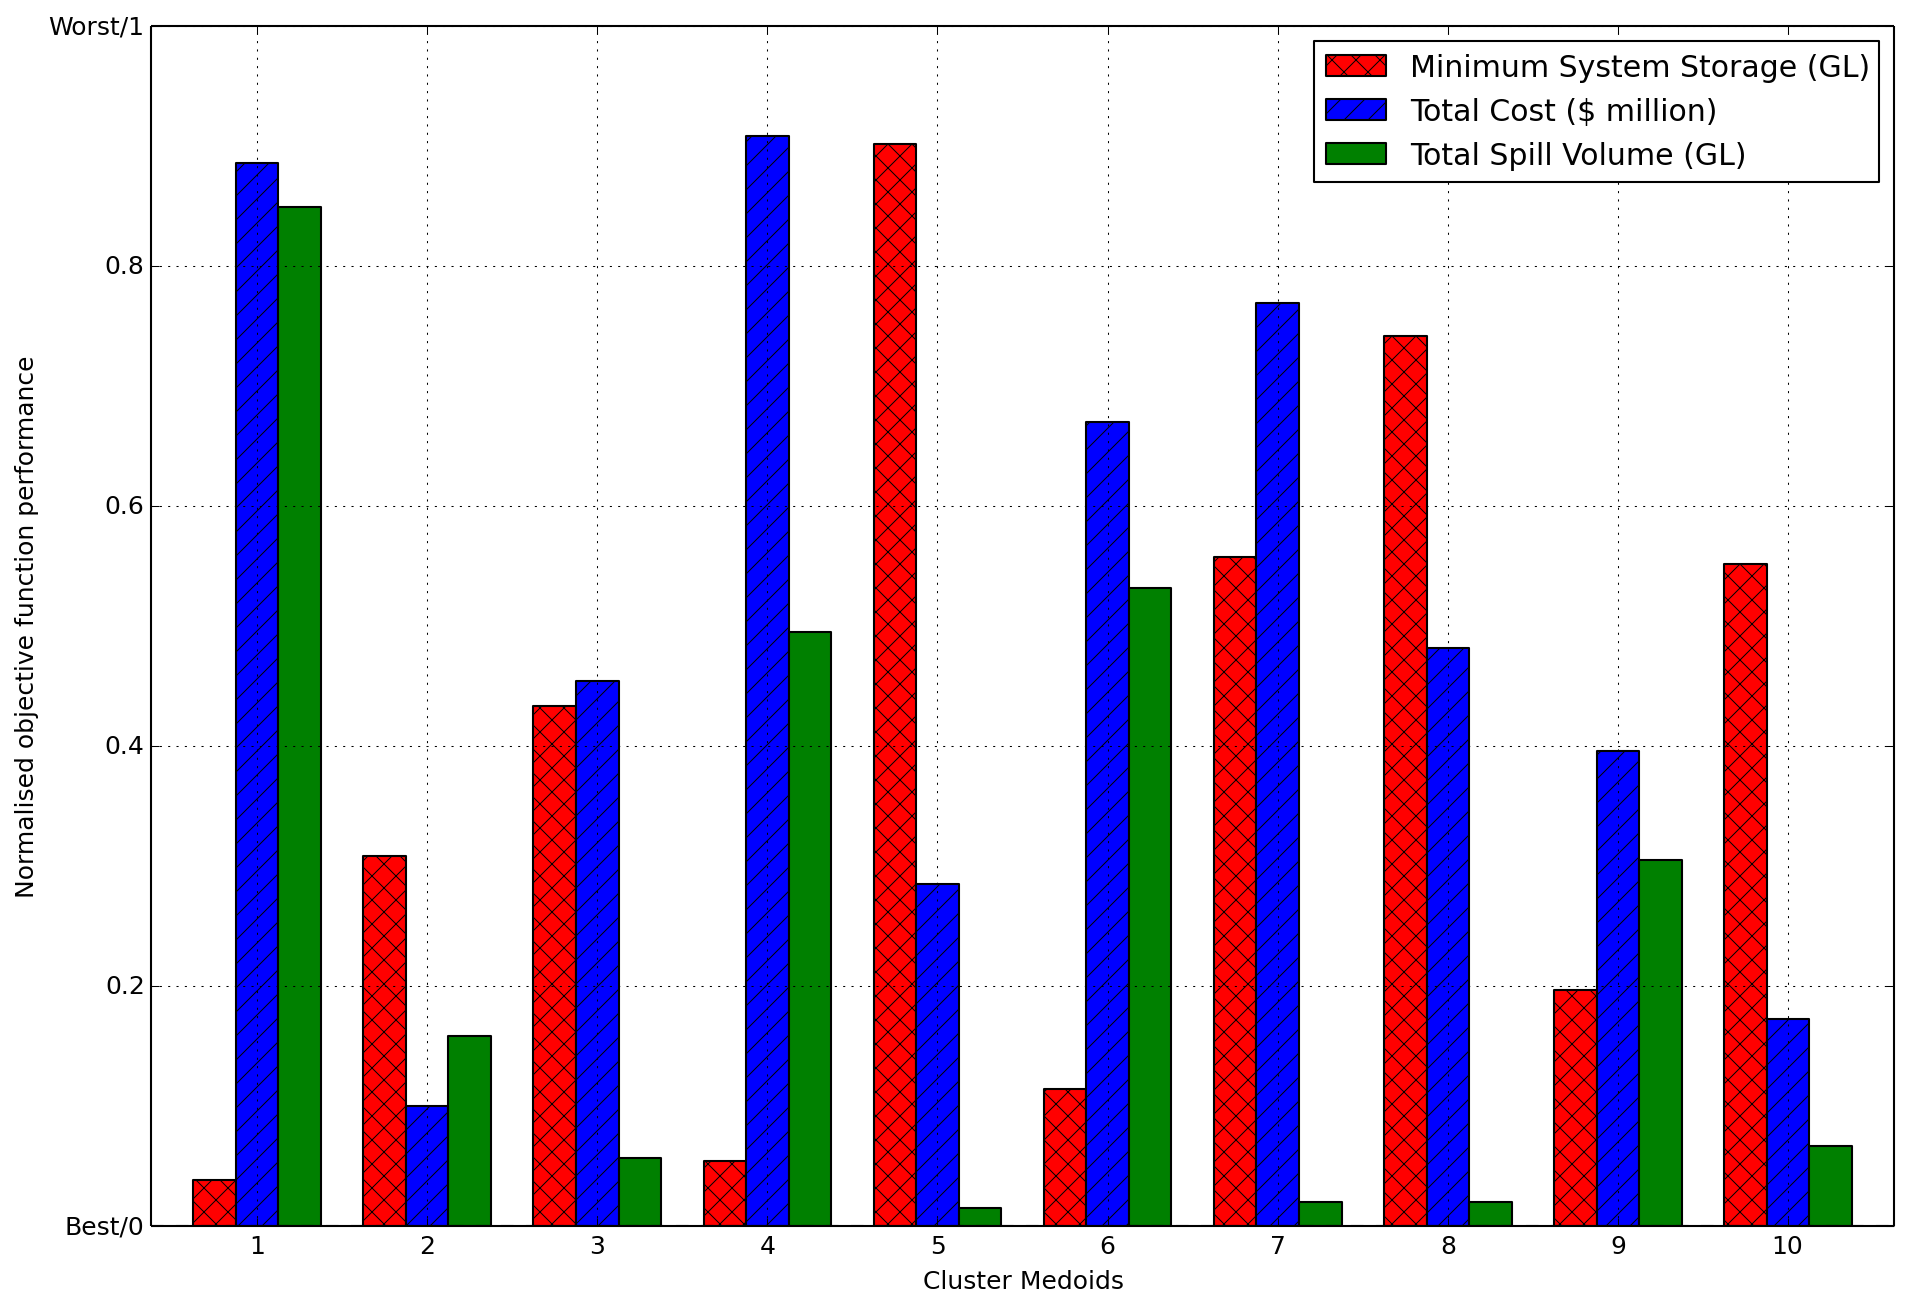 Worst/1
0.8
0.6
0.4
0.2
Best/0
Normalised objective function performance
Minimum System Storage (GL)
Total Cost ($ million)
Total Spill Volume (GL)
1 2 3 4 5 6 7 8 9 10
Cluster Medoids